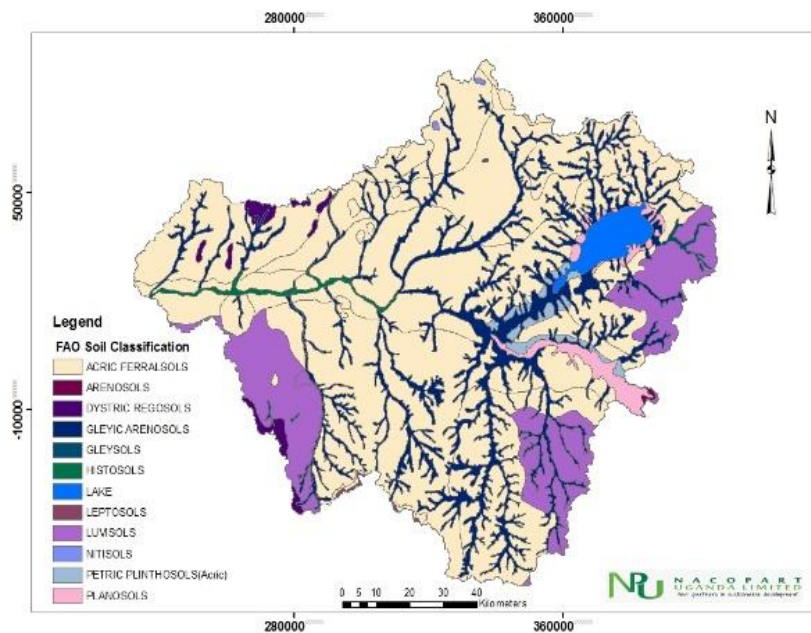 280000 360000
N
50000
-10000
Legend
FAO Soil Classification
ACRIC FERRALSOLS
ARENOSOLS
DYSTRIC REGOSOLS
GLEYIC ARENOSOLS
GLEYSOLS
HISTOSOLS
LAKE
LEPTOSOLS
LUVISOLS
NITISOLS
PETRIC PLINTHOSOLS(Acric)
PLANOSOLS
0 5 10 20 30 40
Kilometers
NPU NACOPART
UGANDA LIMITED
280000 360000